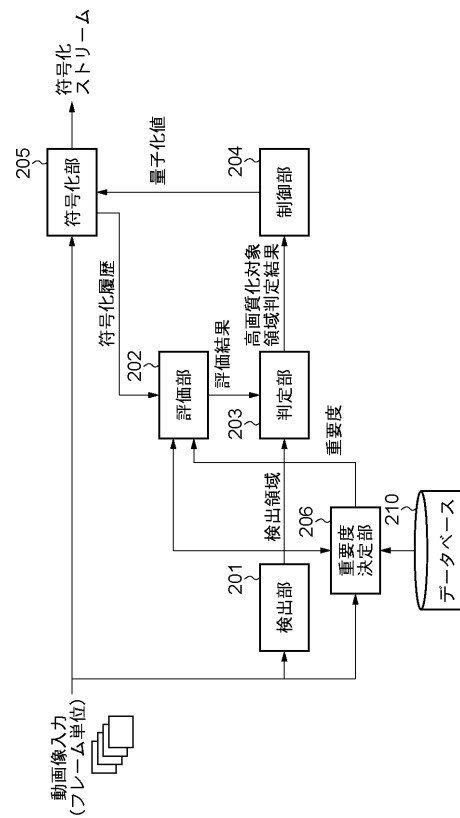 動画像入力
(フレーム単位)
201
検出部
検出領域
206
重要度
決定部
重要度
210
データベース
202
評価部
評価結果
203
判定部
高画質化対象
領域判定結果
204
制御部
量子化値
符号化履歴
205
符号化部
符号化
ストリーム